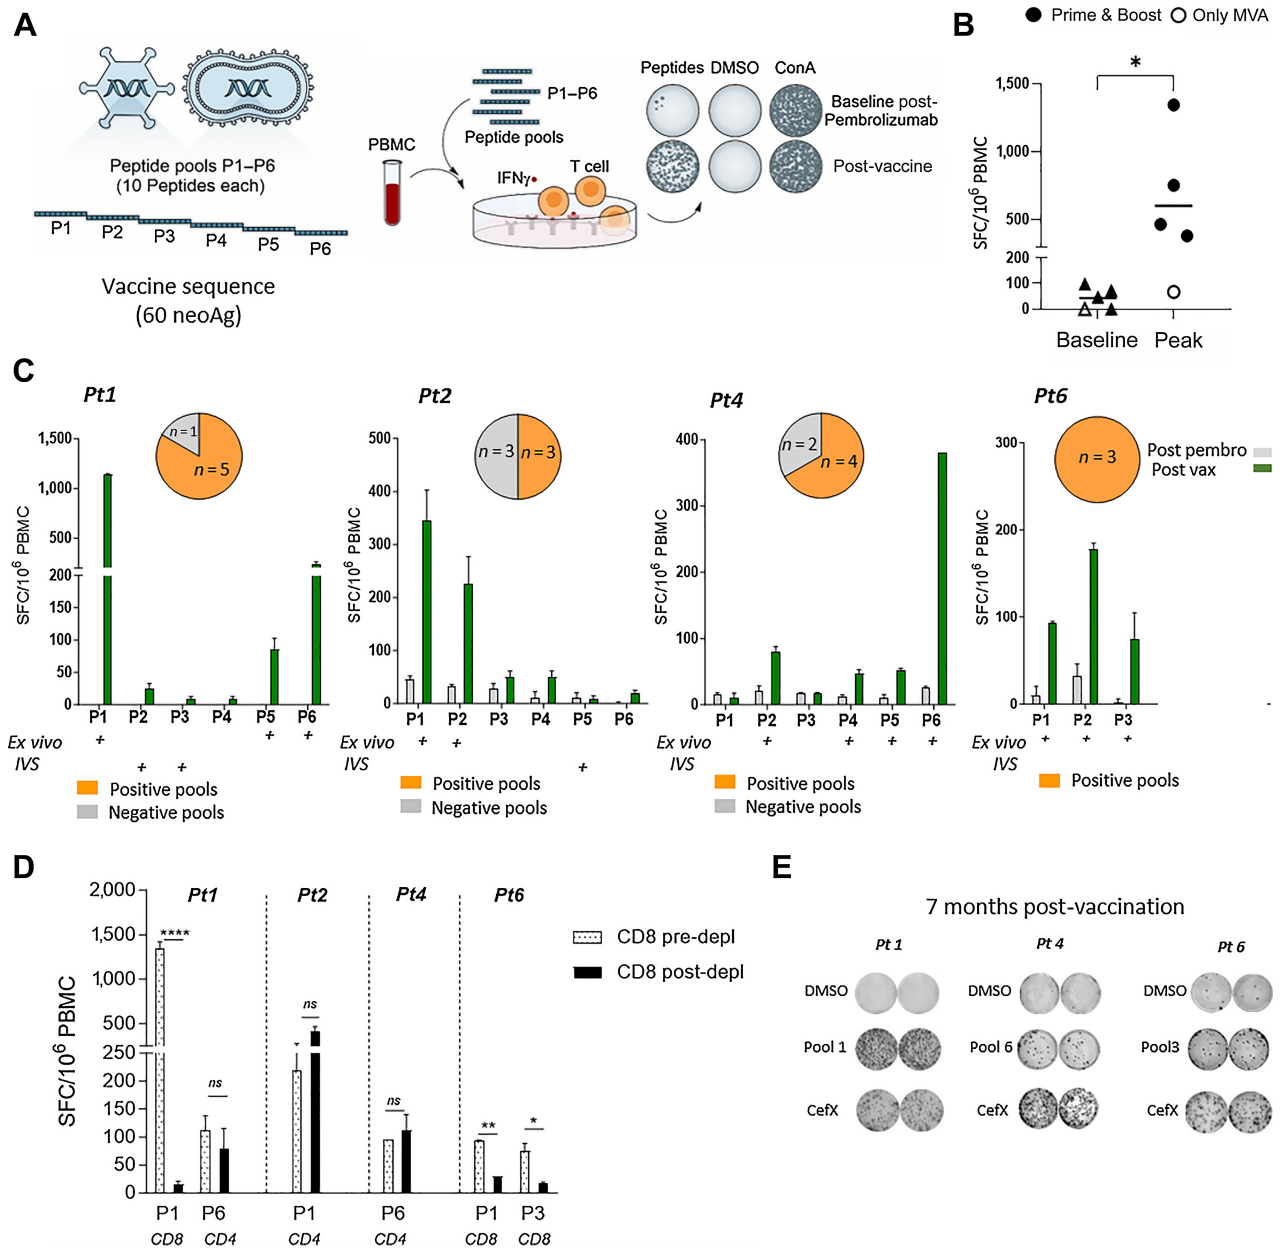 A
Peptide pools P1–P6
(10 Peptides each)
P1 P2 P3 P4 P5 P6
Vaccine sequence
(60 neoAg)
PBMC
P1–P6
Peptide pools
IFNγ
T cell
Peptides DMSO ConA
Baseline post-
Pembrolizumab
Post-vaccine
B
Prime & Boost Only MVA
*
SFC/10⁶ PBMC
1,500
1,000
500
200
100
0
Baseline Peak
C
Pt1
n = 1
n = 5
SFC/10⁶ PBMC
1,500
1,000
500
200
150
100
50
0
P1 P2 P3 P4 P5 P6
Ex vivo + + +
IVS + +
Positive pools
Negative pools
Pt2
n = 3 n = 3
SFC/10⁶ PBMC
500
400
300
200
100
0
P1 P2 P3 P4 P5 P6
Ex vivo + +
IVS +
Positive pools
Negative pools
Pt4
n = 2
n = 4
SFC/10⁶ PBMC
400
300
200
100
0
P1 P2 P3 P4 P5 P6
Ex vivo + + + +
IVS
Positive pools
Negative pools
Pt6
n = 3
Post pembro
Post vax
SFC/10⁶ PBMC
300
200
100
0
P1 P2 P3
Ex vivo + + +
IVS
Positive pools
D
Pt1 Pt2 Pt4 Pt6
SFC/10⁶ PBMC
2,000
1,500
1,000
500
250
200
150
100
50
0
**** ns ns ns ** *
P1 P6 P1 P6 P1 P3
CD8 CD4 CD4 CD4 CD8 CD8
CD8 pre-depl
CD8 post-depl
E
7 months post-vaccination
Pt 1 Pt 4 Pt 6
DMSO DMSO DMSO
Pool 1 Pool 6 Pool3
CefX CefX CefX